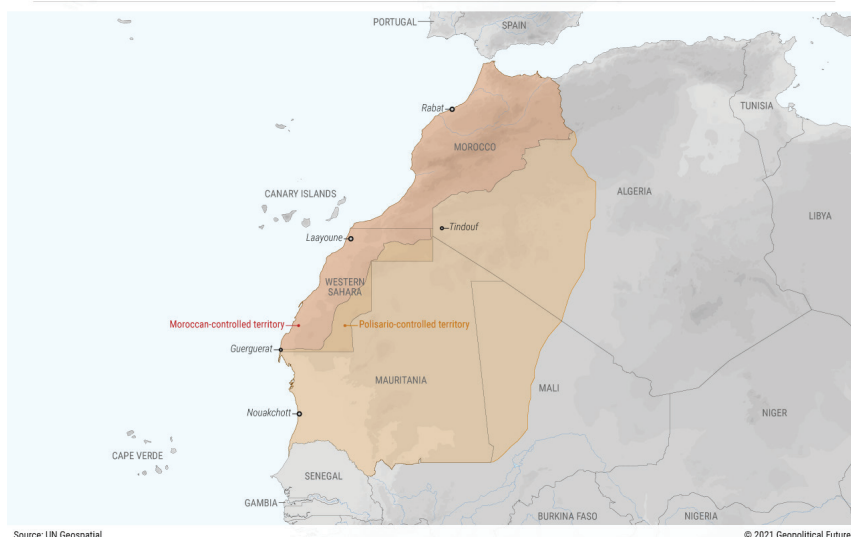 PORTUGAL
SPAIN
Rabat
TUNISIA
MOROCCO
ALGERIA
CANARY ISLANDS
LIBYA
Tindouf
Laayoune
WESTERN
SAHARA
Moroccan-controlled territory
Polisario-controlled territory
Guerguerat
MAURITANIA
MALI
Nouakchott
NIGER
CAPE VERDE
SENEGAL
GAMBIA
BURKINA FASO
NIGERIA
Source: UN Geospatial
© 2021 Geopolitical Future